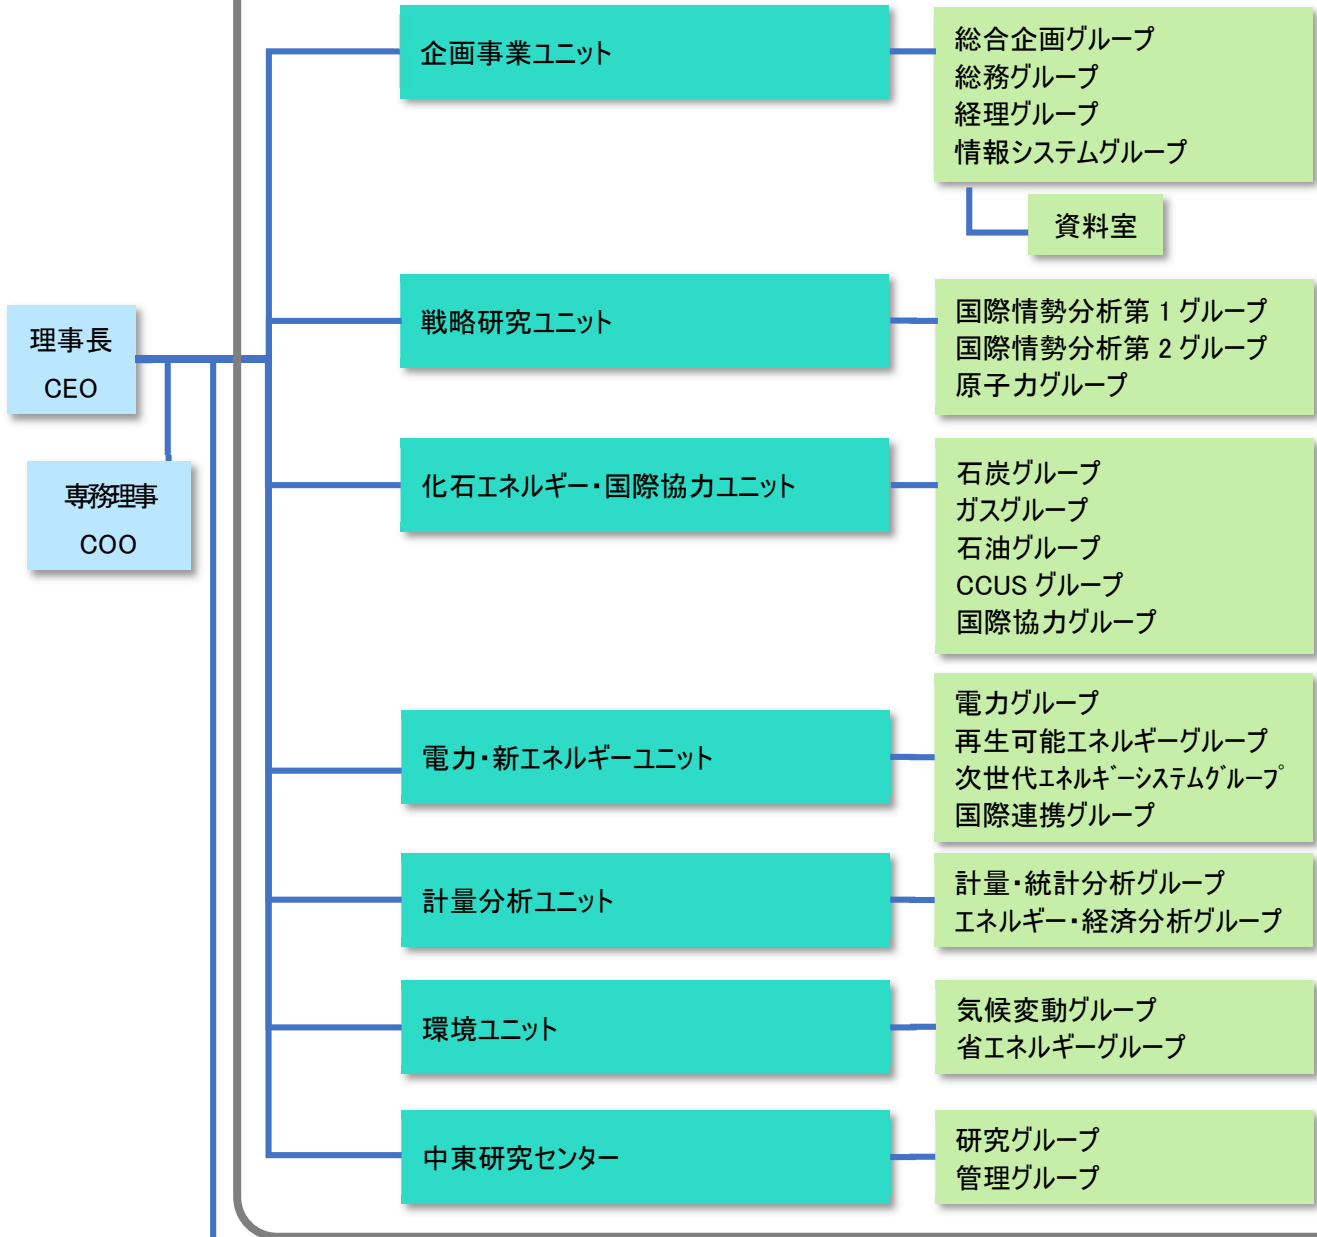 企画事業ユニット
総合企画グループ
総務グループ
経理グループ
情報システムグループ
資料室
理事長
CEO
専務理事
COO
戦略研究ユニット
国際情勢分析第 1 グループ
国際情勢分析第 2 グループ
原子力グループ
化石エネルギー・国際協力ユニット
石炭グループ
ガスグループ
石油グループ
CCUS グループ
国際協力グループ
電力・新エネルギーユニット
電力グループ
再生可能エネルギーグループ
次世代ｴﾈﾙｷﾞｰｼｽﾃﾑｸﾞﾙｰﾌﾟ
国際連携グループ
計量分析ユニット
計量・統計分析グループ
エネルギー・経済分析グループ
環境ユニット
気候変動グループ
省エネルギーグループ
中東研究センター
研究グループ
管理グループ